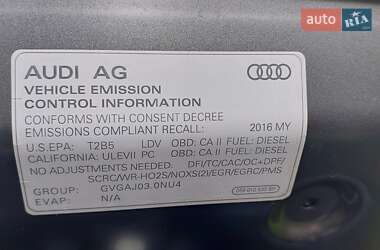 auto RIA
AUDI AG
VEHICLE EMISSION
CONTROL INFORMATION
CONFORMS WITH CONSENT DECREE
EMISSIONS COMPLIANT RECALL: 2016 MY
U.S.EPA: T2B5 LDV OBD: CA II FUEL: DIESEL
CALIFORNIA: ULEVII PC OBD: CA II FUEL: DIESEL
NO ADJUSTMENTS NEEDED: DFI/TC/CAC/OC+DPF/
SCRC/WR-HO2S/NOXS(2)/EGR/EGRC/PMS
GROUP: GVGAJ03.0NU4
EVAP: N/A